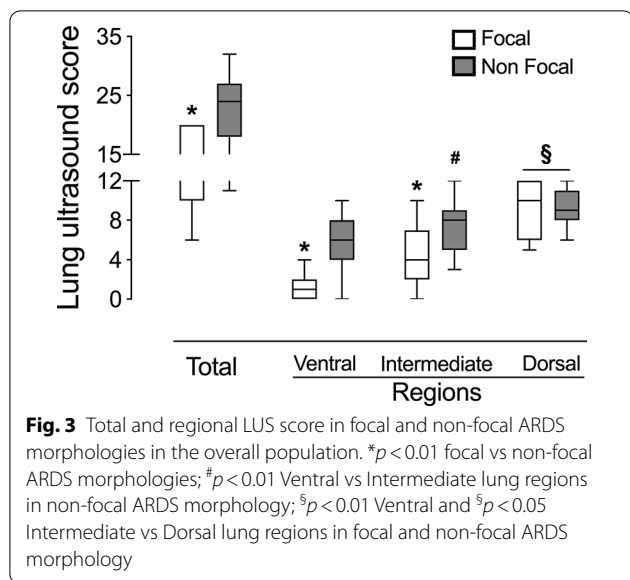 35
25
15
12
8
4
0
Lung ultrasound score
Focal
Non Focal
*
*
*
#
§
Total
Ventral Intermediate Dorsal
Regions
Fig. 3 Total and regional LUS score in focal and non-focal ARDS
morphologies in the overall population. *p < 0.01 focal vs non-focal
ARDS morphologies; #p < 0.01 Ventral vs Intermediate lung regions
in non-focal ARDS morphology; §p < 0.01 Ventral and §p < 0.05
Intermediate vs Dorsal lung regions in focal and non-focal ARDS
morphology